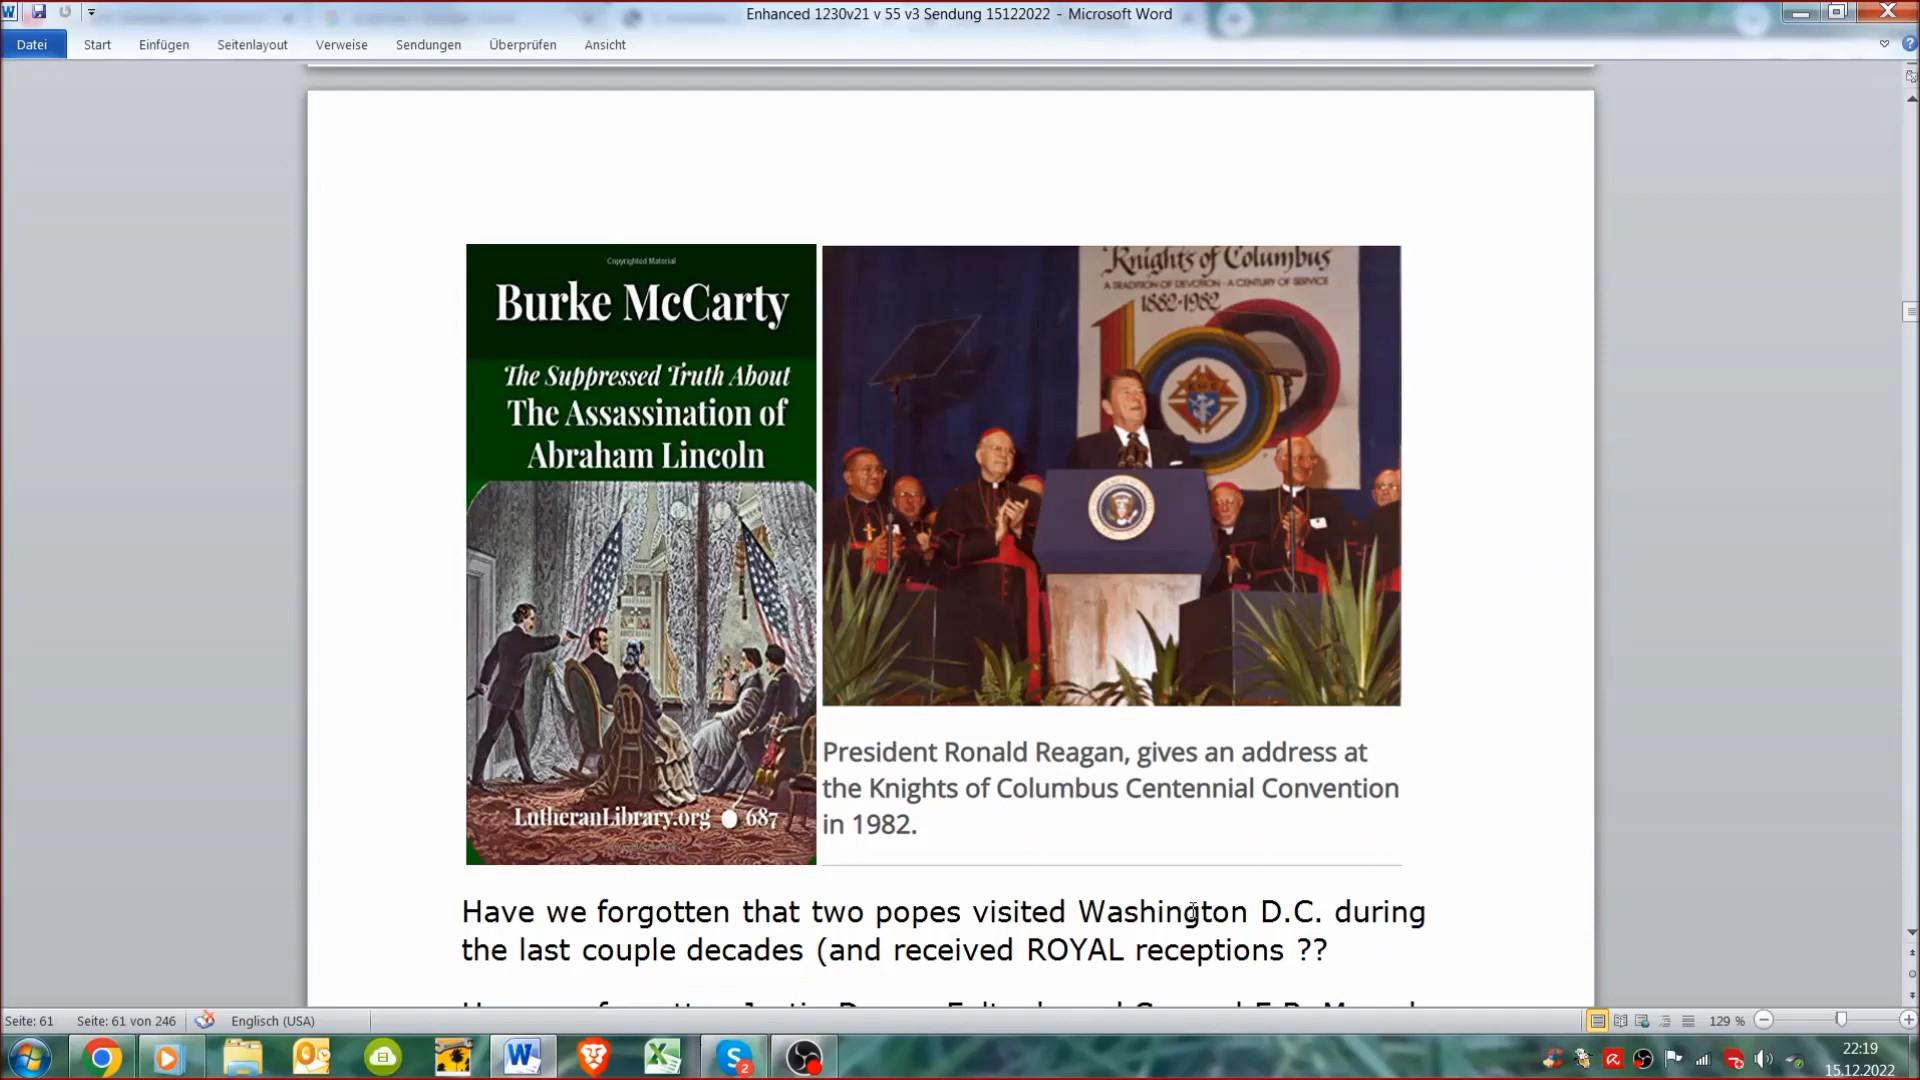 Enhanced 1230v21 v 55 v3 Sendung 15122022 - Microsoft Word
Datei Start Einfügen Seitenlayout Verweise Sendungen Überprüfen Ansicht
Copyrighted Material
Burke McCarty
The Suppressed Truth About
The Assassination of
Abraham Lincoln
LutheranLibrary.org 687
Knights of Columbus
A TRADITION OF DEVOTION · A CENTURY OF SERVICE
1882-1982
President Ronald Reagan, gives an address at
the Knights of Columbus Centennial Convention
in 1982.
Have we forgotten that two popes visited Washington D.C. during
the last couple decades (and received ROYAL receptions ??
Seite: 61 Seite: 61 von 246 Englisch (USA) 129 %
2
22:19
15.12.2022